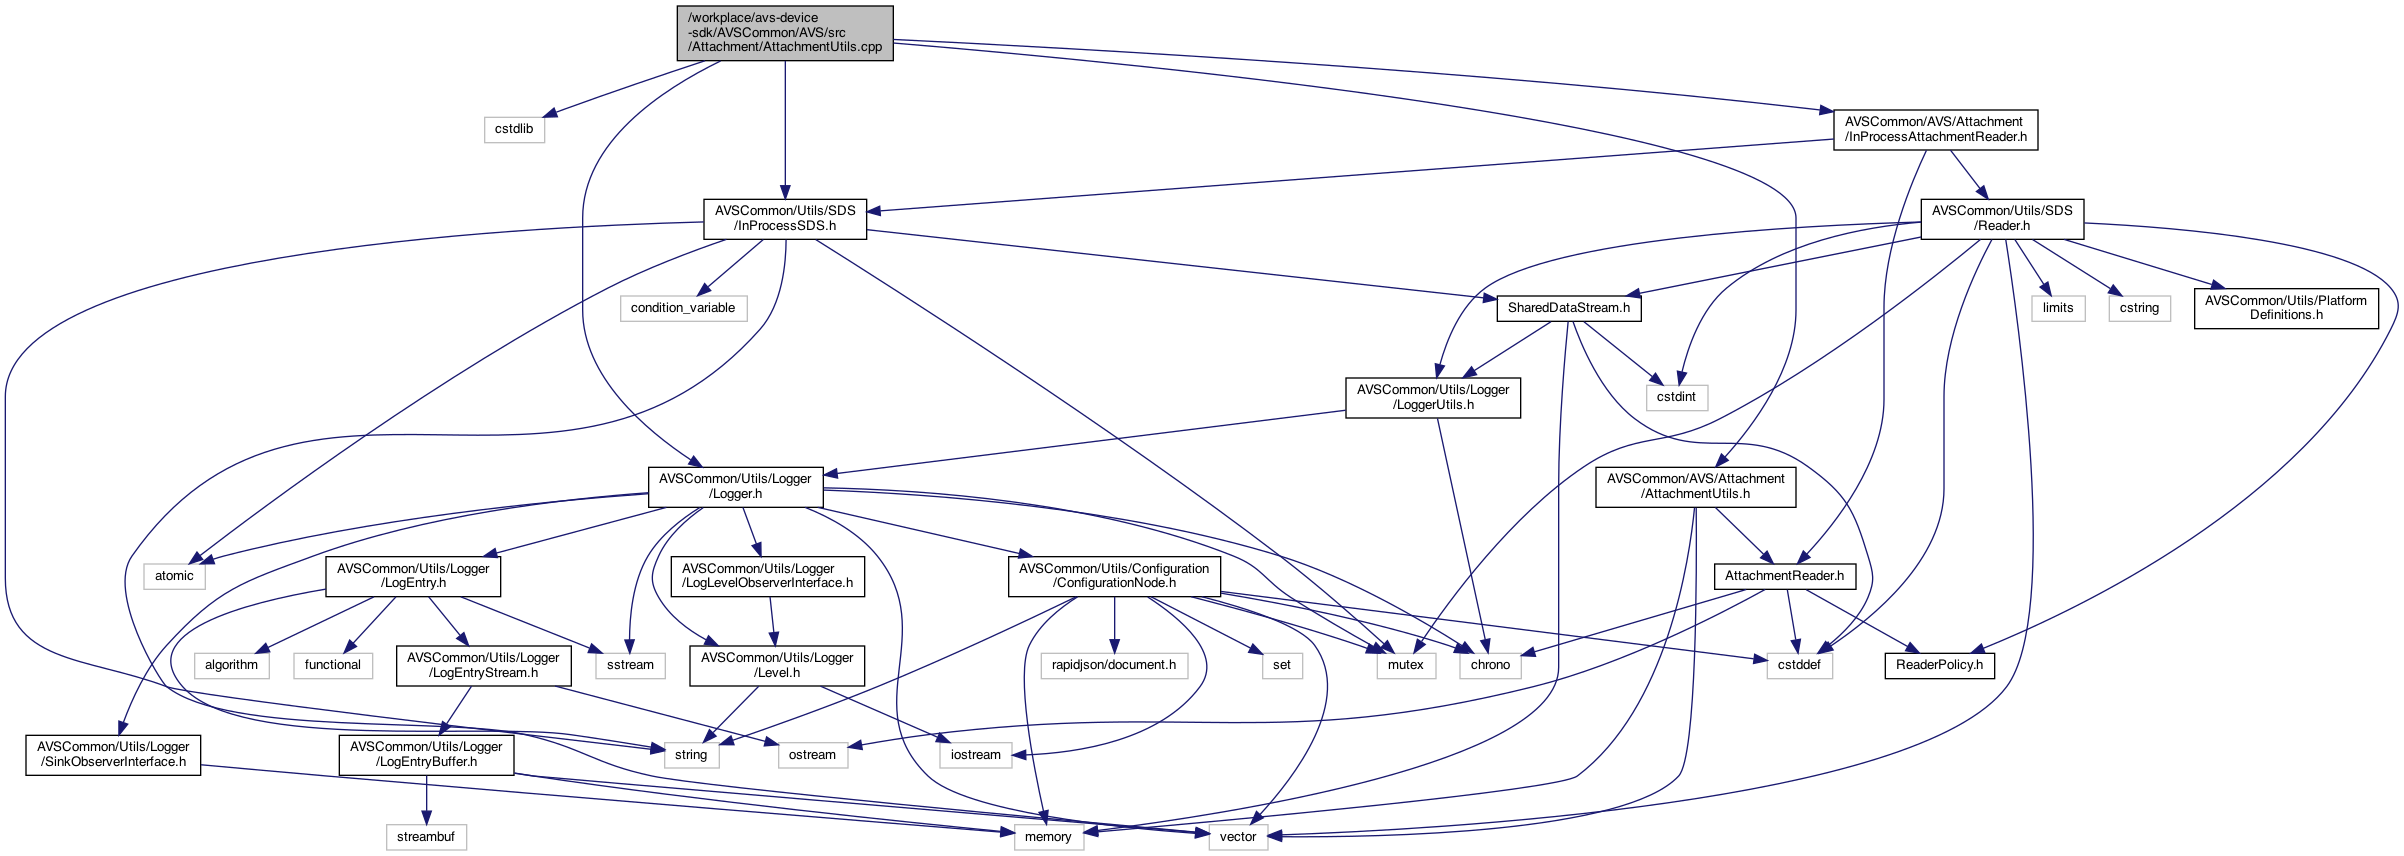 /workplace/avs-device
-sdk/AVSCommon/AVS/src
/Attachment/AttachmentUtils.cpp
cstdlib
AVSCommon/AVS/Attachment
/InProcessAttachmentReader.h
AVSCommon/Utils/SDS
/InProcessSDS.h
AVSCommon/Utils/SDS
/Reader.h
condition_variable
SharedDataStream.h
limits
cstring
AVSCommon/Utils/Platform
Definitions.h
AVSCommon/Utils/Logger
/LoggerUtils.h
cstdint
AVSCommon/Utils/Logger
/Logger.h
AVSCommon/AVS/Attachment
/AttachmentUtils.h
atomic
AVSCommon/Utils/Logger
/LogEntry.h
AVSCommon/Utils/Logger
/LogLevelObserverInterface.h
AVSCommon/Utils/Configuration
/ConfigurationNode.h
AttachmentReader.h
algorithm
functional
AVSCommon/Utils/Logger
/LogEntryStream.h
sstream
AVSCommon/Utils/Logger
/Level.h
rapidjson/document.h
set
mutex
chrono
cstddef
ReaderPolicy.h
AVSCommon/Utils/Logger
/SinkObserverInterface.h
AVSCommon/Utils/Logger
/LogEntryBuffer.h
string
ostream
iostream
streambuf
memory
vector